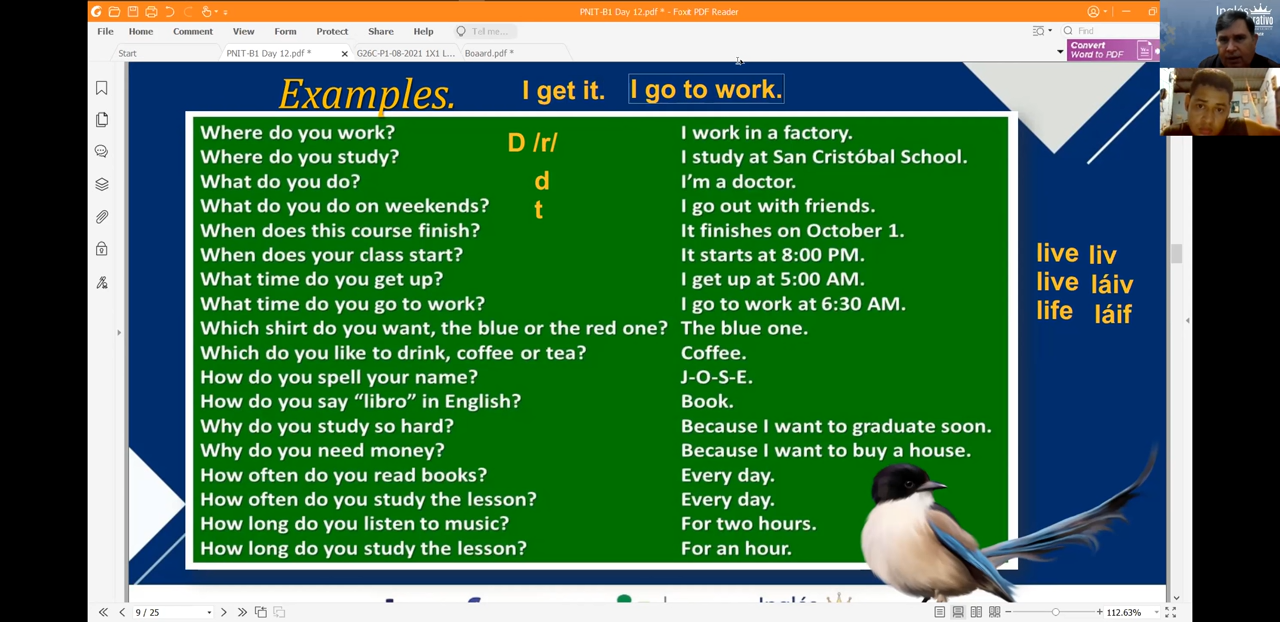 PNIT-B1 Day 12.pdf * - Foxit PDF Reader
File Home Comment View Form Protect Share Help Tell me... Find
Start PNIT-B1 Day 12.pdf * G26C-P1-08-2021 1X1 L... Boaard.pdf *
Convert
Word to PDF
Examples. I get it. I go to work.
Where do you work? D /r/ I work in a factory.
Where do you study? I study at San Cristóbal School.
What do you do? d I'm a doctor.
What do you do on weekends? t I go out with friends.
When does this course finish? It finishes on October 1.
When does your class start? It starts at 8:00 PM.
What time do you get up? I get up at 5:00 AM.
What time do you go to work? I go to work at 6:30 AM.
Which shirt do you want, the blue or the red one? The blue one.
Which do you like to drink, coffee or tea? Coffee.
How do you spell your name? J-O-S-E.
How do you say “libro” in English? Book.
Why do you study so hard? Because I want to graduate soon.
Why do you need money? Because I want to buy a house.
How often do you read books? Every day.
How often do you study the lesson? Every day.
How long do you listen to music? For two hours.
How long do you study the lesson? For an hour.
live liv
live láiv
life láif
9 / 25 112.63%